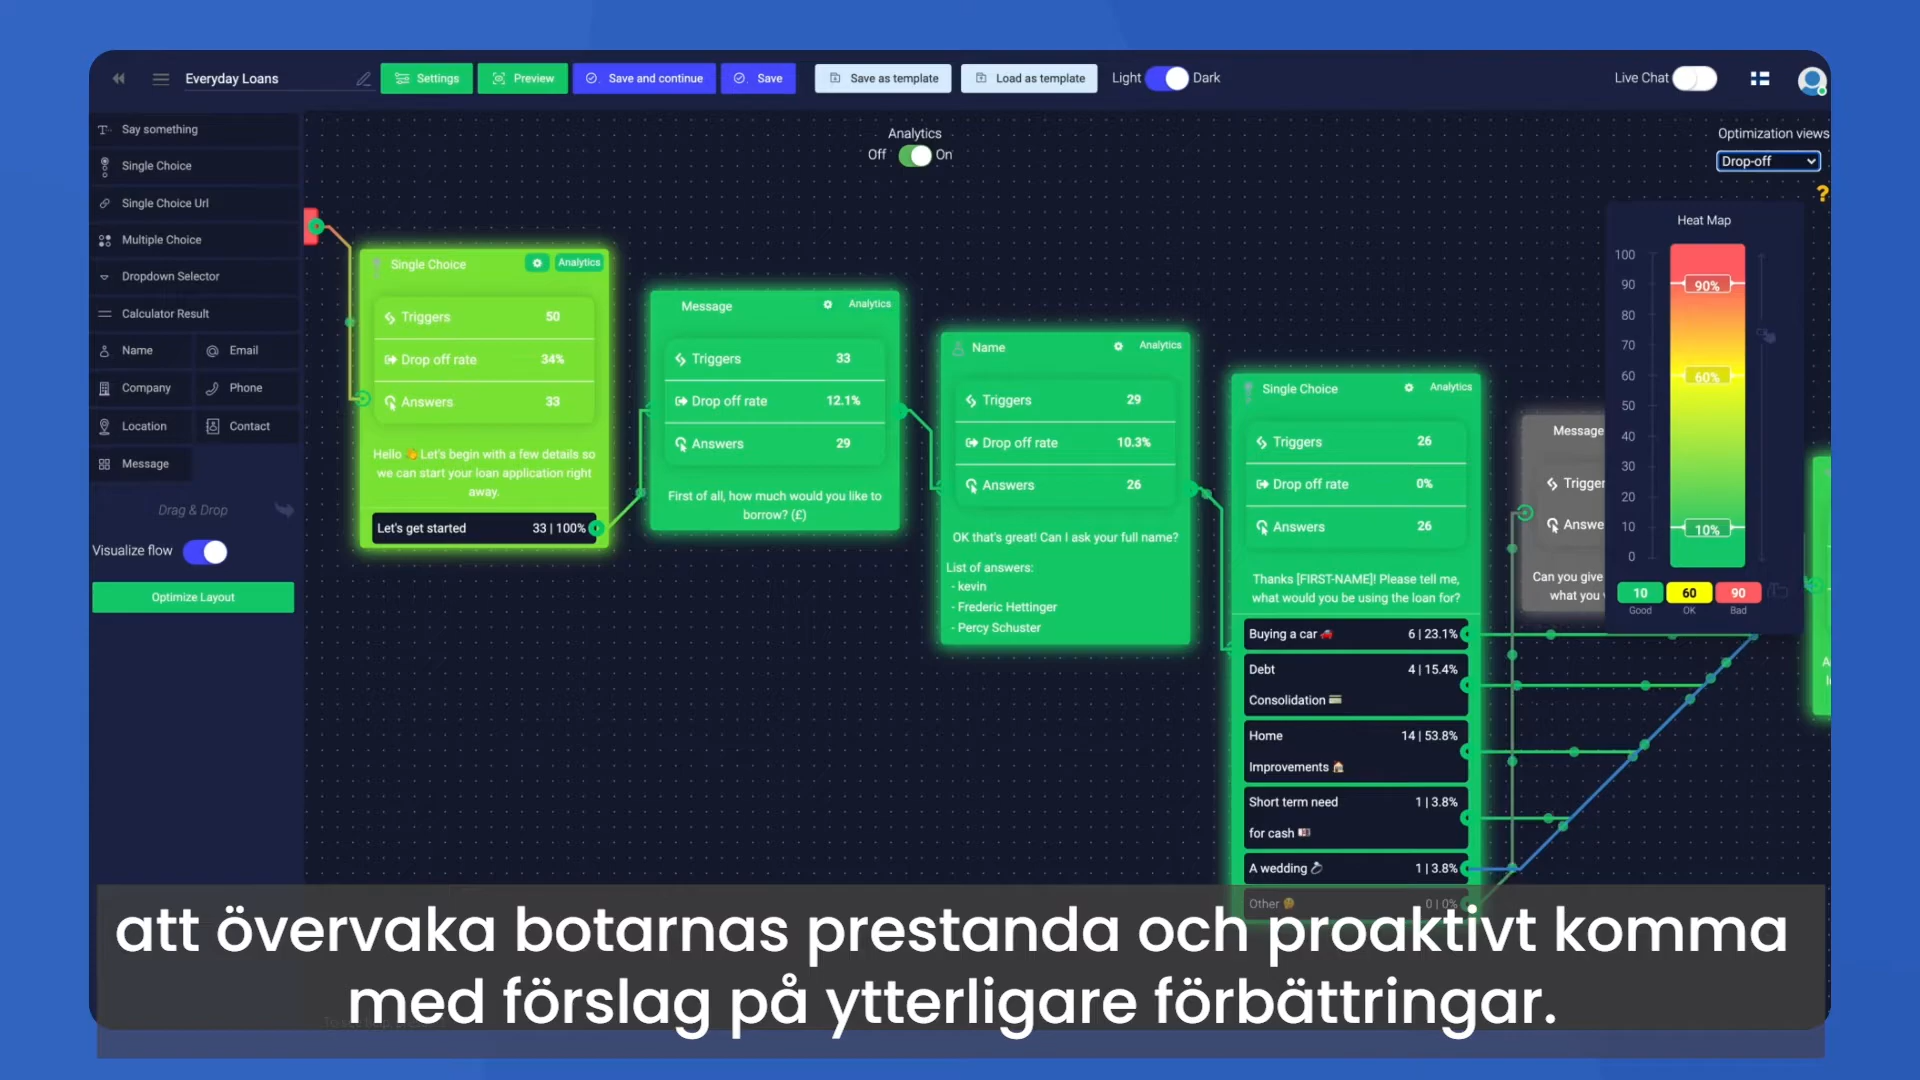 Everyday Loans
Settings
Preview
Save and continue
Save
Save as template
Load as template
Light
Dark
Live Chat
Say something
Single Choice
Single Choice Url
Multiple Choice
Dropdown Selector
Calculator Result
Name
Email
Company
Phone
Location
Contact
Message
Drag & Drop
Visualize flow
Optimize Layout
Analytics
Off
On
Optimization views
Drop-off
?
Single Choice
Analytics
Triggers 50
Drop off rate 34%
Answers 33
Hello 👋 Let's begin with a few details so
we can start your loan application right
away.
Let's get started 33 | 100%
Message
Analytics
Triggers 33
Drop off rate 12.1%
Answers 29
First of all, how much would you like to
borrow? (£)
Name
Analytics
Triggers 29
Drop off rate 10.3%
Answers 26
OK that's great! Can I ask your full name?
List of answers:
- kevin
- Frederic Hettinger
- Percy Schuster
Single Choice
Analytics
Triggers 26
Drop off rate 0%
Answers 26
Thanks [FIRST-NAME]! Please tell me,
what would you be using the loan for?
Buying a car 🚗 6 | 23.1%
Debt 4 | 15.4%
Consolidation 💳
Home 14 | 53.8%
Improvements 🏠
Short term need 1 | 3.8%
for cash 💷
A wedding 💍 1 | 3.8%
Other 🤔 0 | 0%
Message
Trigger
Answe
Can you give
what you
Heat Map
100
90
80
70
60
50
40
30
20
10
0
90%
60%
10%
10
Good
60
OK
90
Bad
att övervaka botarnas prestanda och proaktivt komma
med förslag på ytterligare förbättringar.